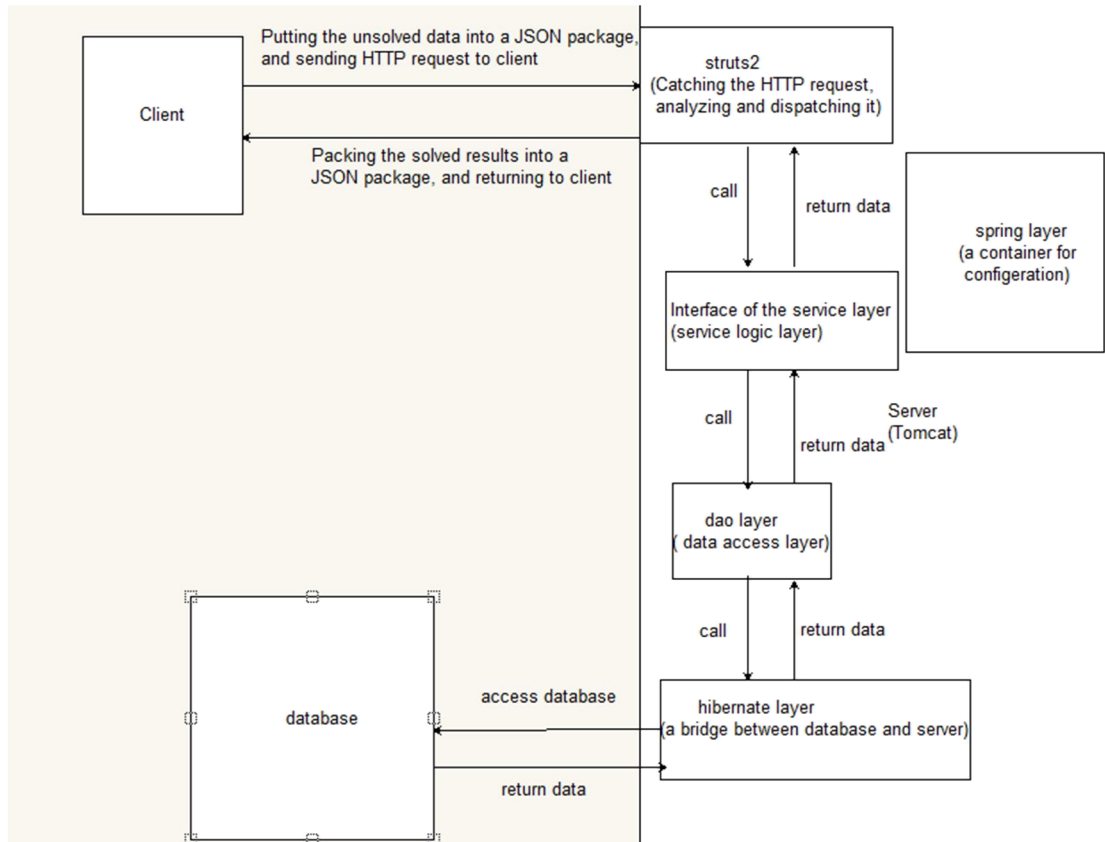 Putting the unsolved data into a JSON package,
and sending HTTP request to client
Client
Packing the solved results into a
JSON package, and returning to client
struts2
(Catching the HTTP request,
analyzing and dispatching it)
call
return data
spring layer
(a container for
configeration)
Interface of the service layer
(service logic layer)
call
return data
Server
(Tomcat)
dao layer
( data access layer)
call
return data
hibernate layer
(a bridge between database and server)
access database
database
return data